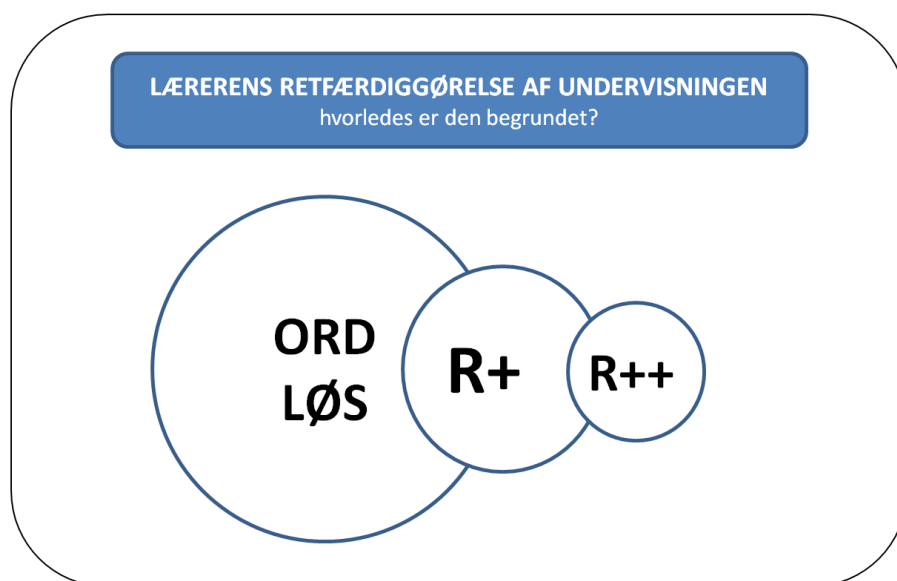 LÆRERENS RETFÆRDIGGØRELSE AF UNDERVISNINGEN
hvorledes er den begrundet?
ORD
LØS
R+
R++